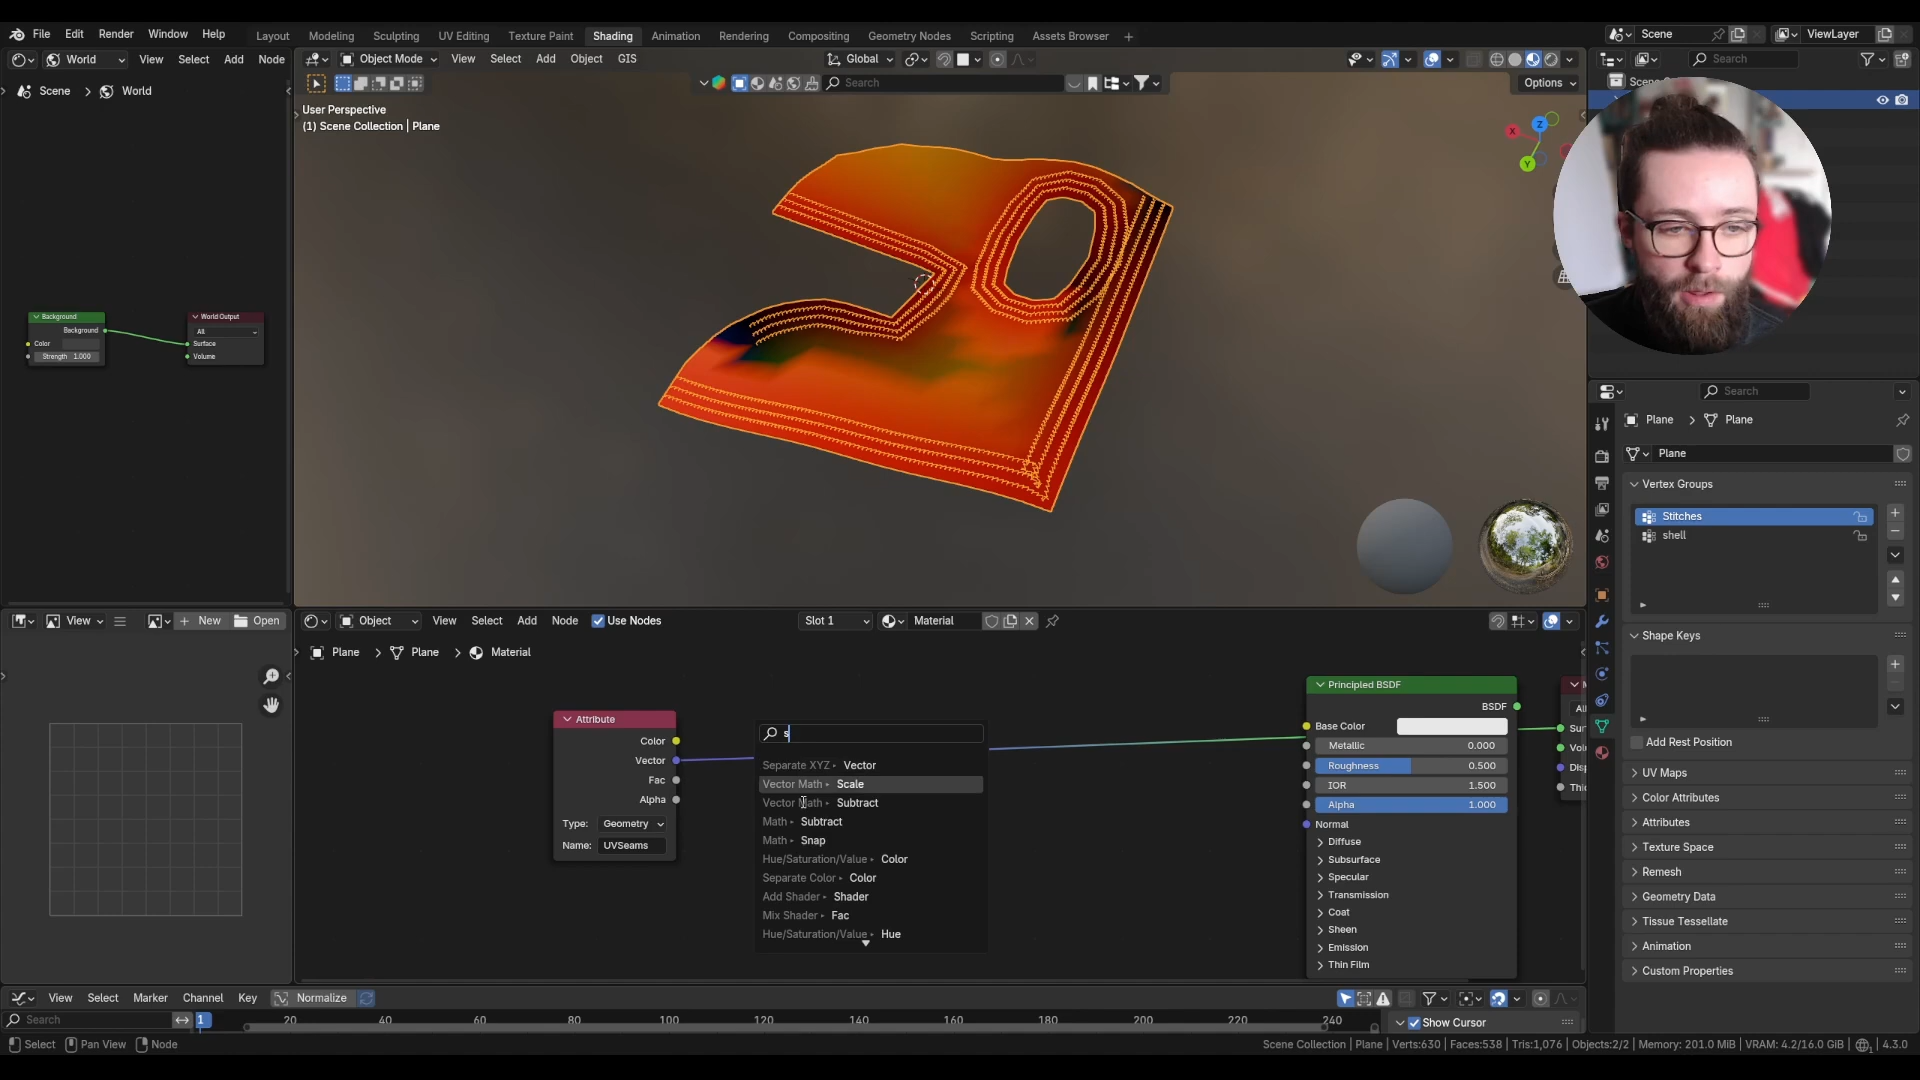 File Edit Render Window Help
Layout Modeling Sculpting UV Editing Texture Paint Shading Animation Rendering Compositing Geometry Nodes Scripting Assets Browser +
Scene ViewLayer
World View Select Add Node
Object Mode View Select Add Object GIS Global
Search
Search
Options
Scene > World
User Perspective
(1) Scene Collection | Plane
X Z Y
Background
Background
Color
Strength 1.000
World Output
All
Surface
Volume
Search
Plane > Plane
Plane
Vertex Groups
Stitches
shell
Shape Keys
Add Rest Position
UV Maps
Color Attributes
Attributes
Texture Space
Remesh
Geometry Data
Tissue Tessellate
Animation
Custom Properties
View New Open
Object View Select Add Node Use Nodes Slot 1 Material
Plane > Plane > Material
Attribute
Color
Vector
Fac
Alpha
Type: Geometry
Name: UVSeams
s
Separate XYZ ▸ Vector
Vector Math ▸ Scale
Vector Math ▸ Subtract
Math ▸ Subtract
Math ▸ Snap
Hue/Saturation/Value ▸ Color
Separate Color ▸ Color
Add Shader ▸ Shader
Mix Shader ▸ Fac
Hue/Saturation/Value ▸ Hue
Principled BSDF
BSDF
Base Color
Metallic 0.000
Roughness 0.500
IOR 1.500
Alpha 1.000
Normal
Diffuse
Subsurface
Specular
Transmission
Coat
Sheen
Emission
Thin Film
View Select Marker Channel Key Normalize
Search 1 20 40 60 80 100 120 140 160 180 200 220 240
Show Cursor
Select Pan View Node
Scene Collection | Plane | Verts:630 | Faces:538 | Tris:1,076 | Objects:2/2 | Memory: 201.0 MiB | VRAM: 4.2/16.0 GiB | 4.3.0